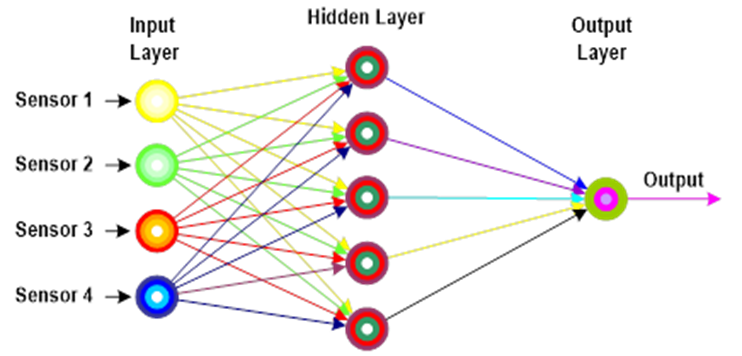 Input
Layer
Hidden Layer
Output
Layer
Sensor 1
Sensor 2
Sensor 3
Sensor 4
Output